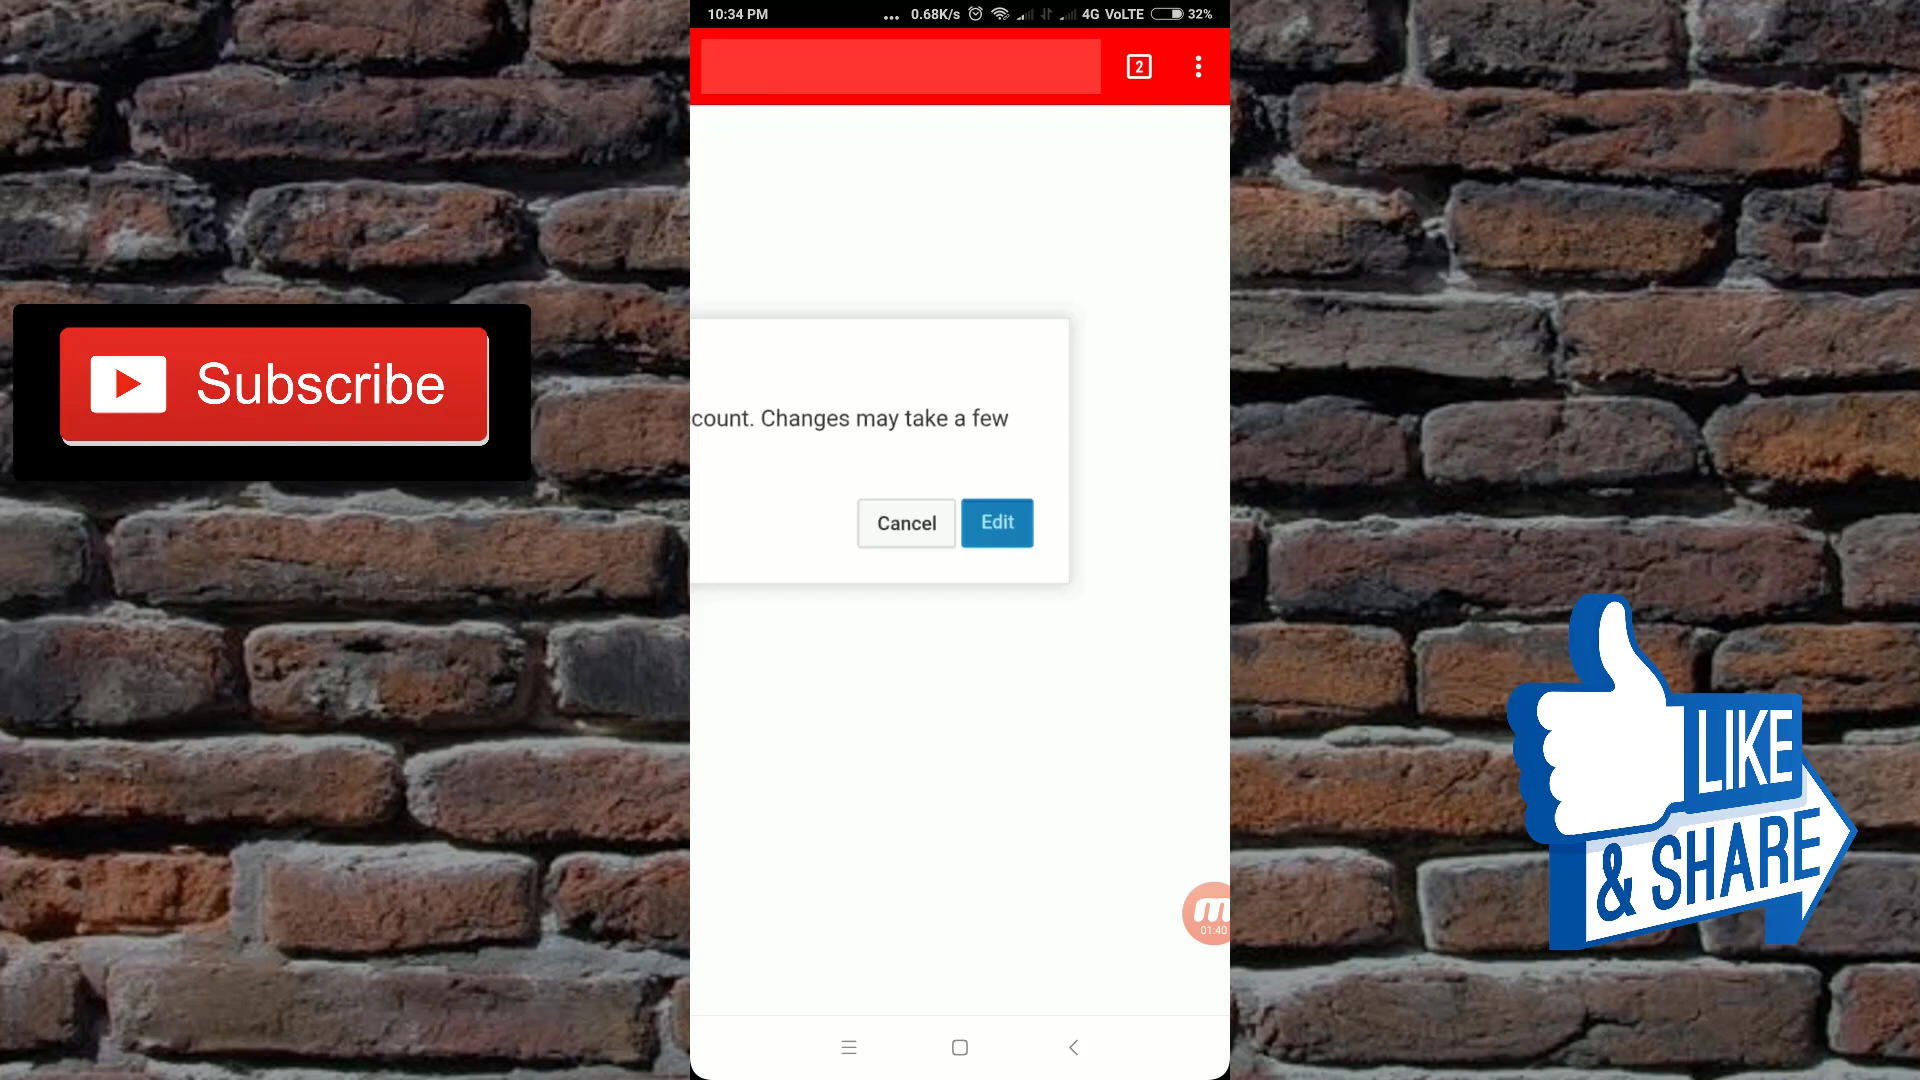 10:34 PM
... 0.68K/s 4G VoLTE 32%
2
Subscribe
count. Changes may take a few
Cancel
Edit
LIKE
& SHARE
01:40